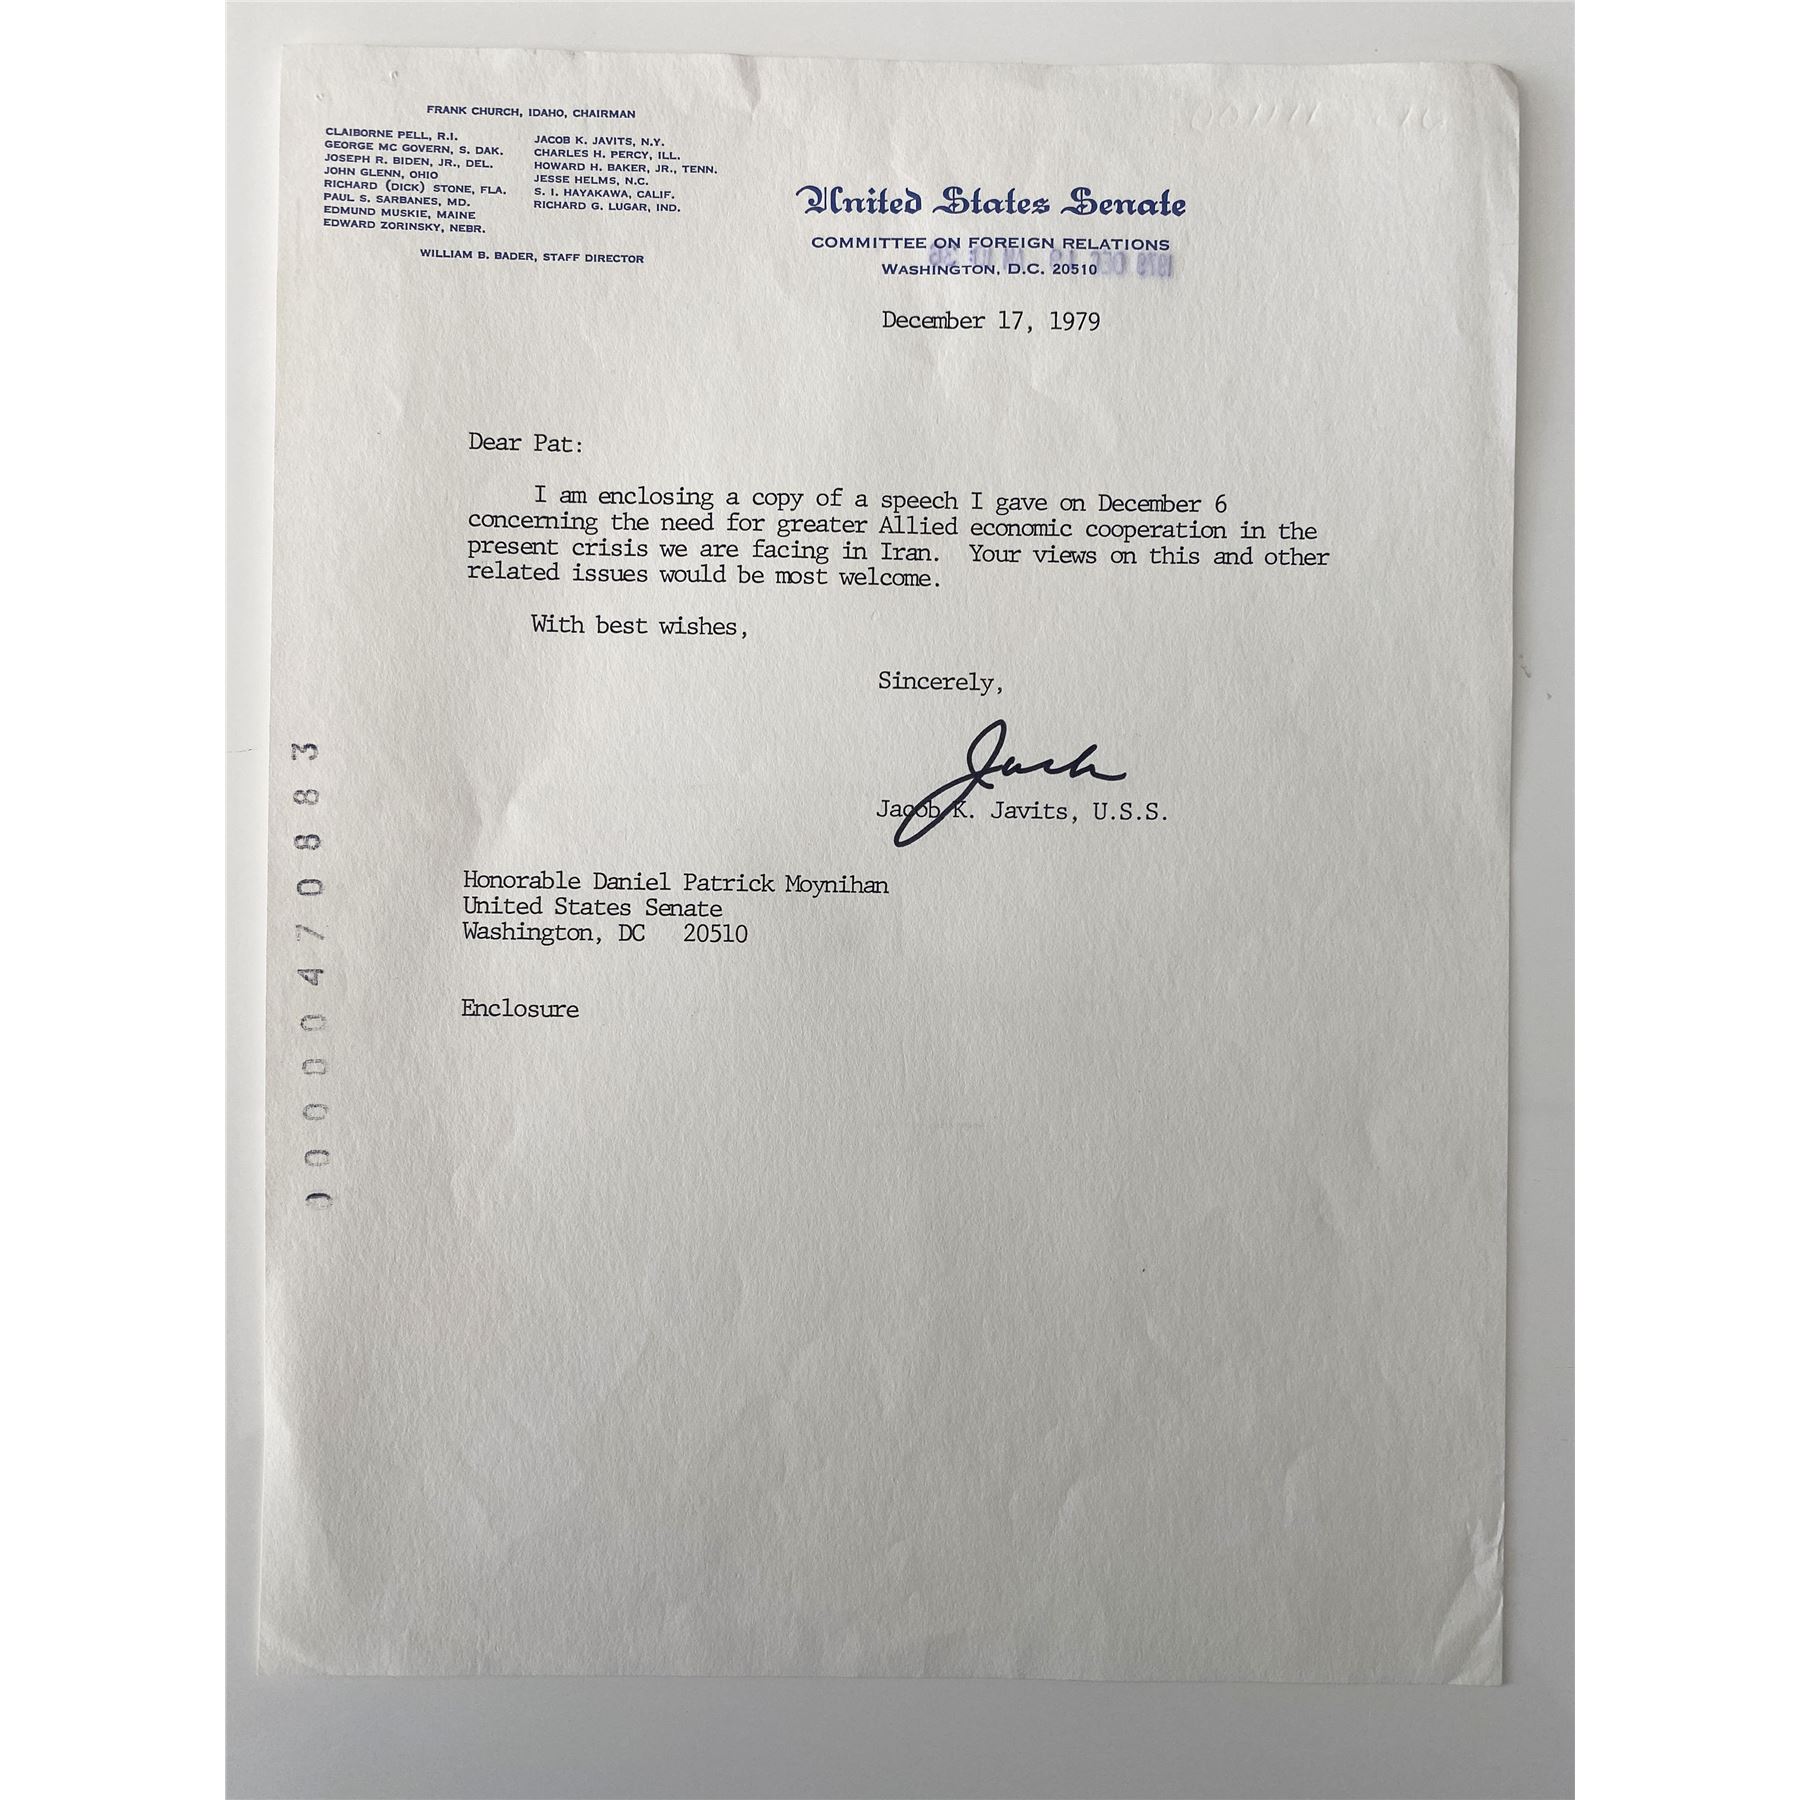 FRANK CHURCH, IDAHO, CHAIRMAN
CLAIBORNE PELL, R.I.
GEORGE MC GOVERN, S. DAK.
JOSEPH R. BIDEN, JR., DEL.
JOHN GLENN, OHIO
RICHARD (DICK) STONE, FLA.
PAUL S. SARBANES, MD.
EDMUND MUSKIE, MAINE
EDWARD ZORINSKY, NEBR.
JACOB K. JAVITS, N.Y.
CHARLES H. PERCY, ILL.
HOWARD H. BAKER, JR., TENN.
JESSE HELMS, N.C.
S. I. HAYAKAWA, CALIF.
RICHARD G. LUGAR, IND.
WILLIAM B. BADER, STAFF DIRECTOR
United States Senate
COMMITTEE ON FOREIGN RELATIONS
WASHINGTON, D.C. 20510
December 17, 1979
Dear Pat:
I am enclosing a copy of a speech I gave on December 6
concerning the need for greater Allied economic cooperation in the
present crisis we are facing in Iran. Your views on this and other
related issues would be most welcome.
With best wishes,
Sincerely,
Jack
Jacob K. Javits, U.S.S.
Honorable Daniel Patrick Moynihan
United States Senate
Washington, DC 20510
Enclosure
00000470883